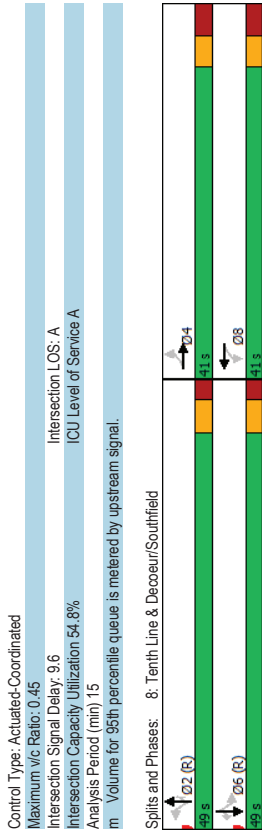 Control Type: Actuated-Coordinated
Maximum v/c Ratio: 0.45
Intersection Signal Delay: 9.6 Intersection LOS: A
Intersection Capacity Utilization 54.8% ICU Level of Service A
Analysis Period (min) 15
m Volume for 95th percentile queue is metered by upstream signal.
Splits and Phases: 8: Tenth Line & Decoeur/Southfield
Ø2 (R) Ø4
49 s 41 s
Ø6 (R) Ø8
49 s 41 s